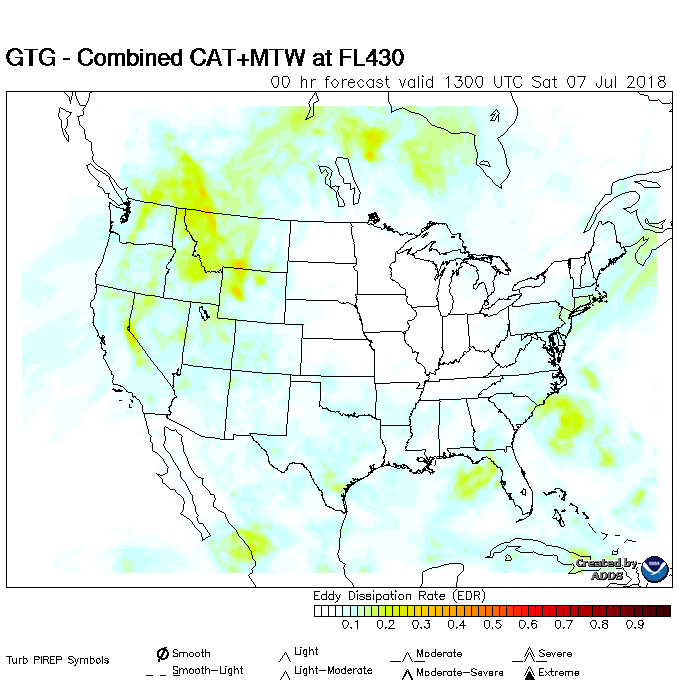 GTG - Combined CAT+MTW at FL430
00 hr forecast valid 1300 UTC Sat 07 Jul 2018
Created by
ADDS
Eddy Dissipation Rate (EDR)
0.1 0.2 0.3 0.4 0.5 0.6 0.7 0.8 0.9
Turb PIREP Symbols
Smooth Light Moderate Severe
Smooth-Light Light-Moderate Moderate-Severe Extreme